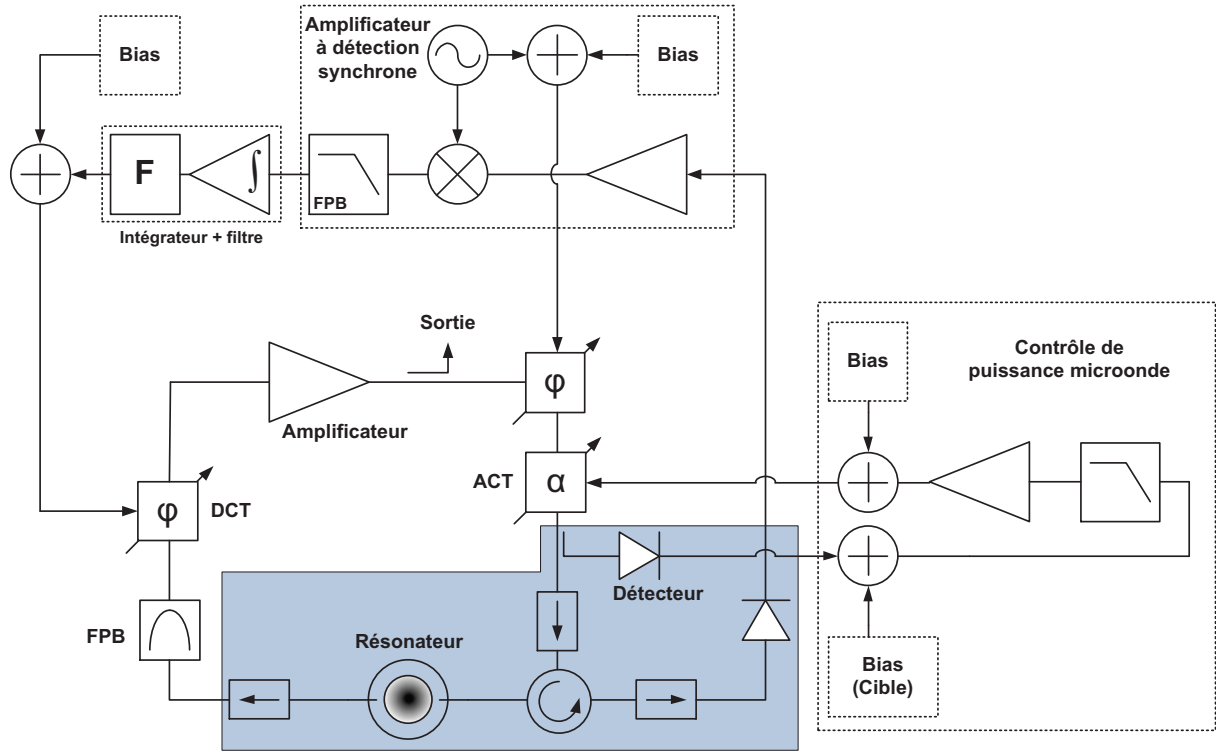 Bias
Amplificateur
à détection
synchrone
Bias
F
∫
FPB
Intégrateur + filtre
Sortie
φ
Amplificateur
Contrôle de
puissance microonde
Bias
ACT
α
φ
DCT
Détecteur
FPB
Résonateur
Bias
(Cible)